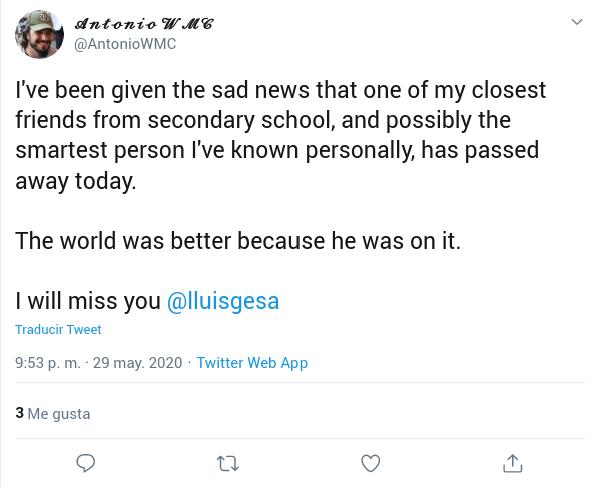 𝓐𝓷𝓽𝓸𝓷𝓲𝓸 𝓦 𝓜𝓒
@AntonioWMC
I've been given the sad news that one of my closest
friends from secondary school, and possibly the
smartest person I've known personally, has passed
away today.
The world was better because he was on it.
I will miss you @lluisgesa
Traducir Tweet
9:53 p. m. · 29 may. 2020 · Twitter Web App
3 Me gusta